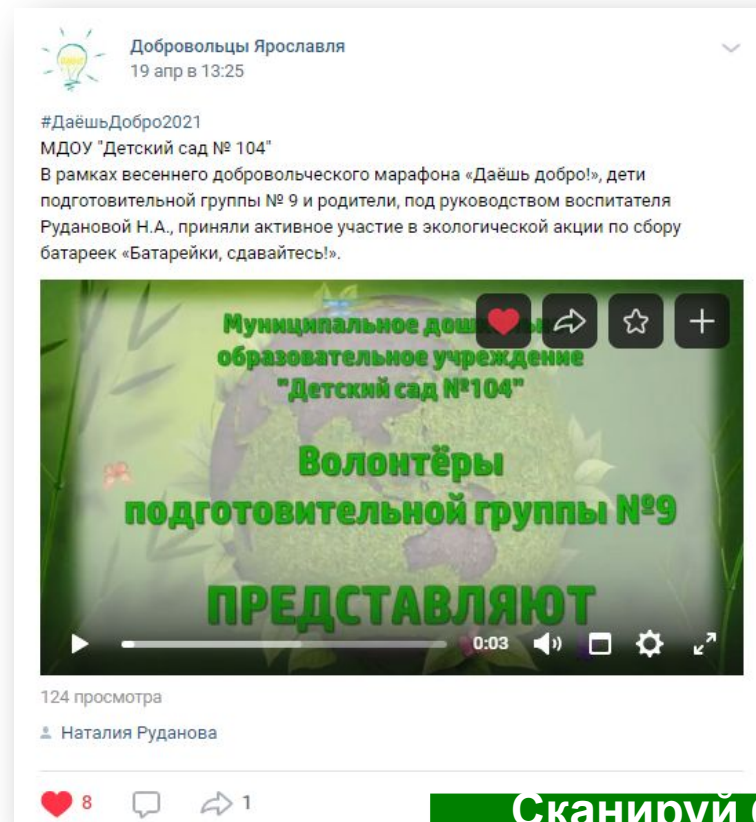 Добровольцы Ярославля
19 апр в 13:25
#ДаёшьДобро2021
МДОУ "Детский сад № 104"
В рамках весеннего добровольческого марафона «Даёшь добро!», дети
подготовительной группы № 9 и родители, под руководством воспитателя
Рудановой Н.А., приняли активное участие в экологической акции по сбору
батареек «Батарейки, сдавайтесь!».
Муниципальное
образовательное учреждение
"Детский сад №104"
Волонтёры
подготовительной группы №9
ПРЕДСТАВЛЯЮТ
0:03
124 просмотра
Наталия Руданова
8
1
Сканируй